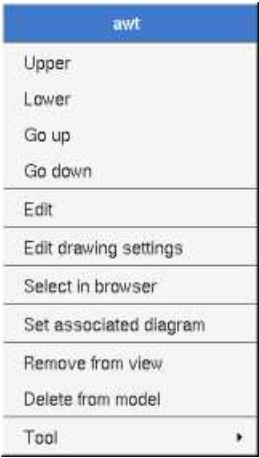 awt
Upper
Lower
Go up
Go down
Edit
Edit drawing settings
Select in browser
Set associated diagram
Remove from view
Delete from model
Tool